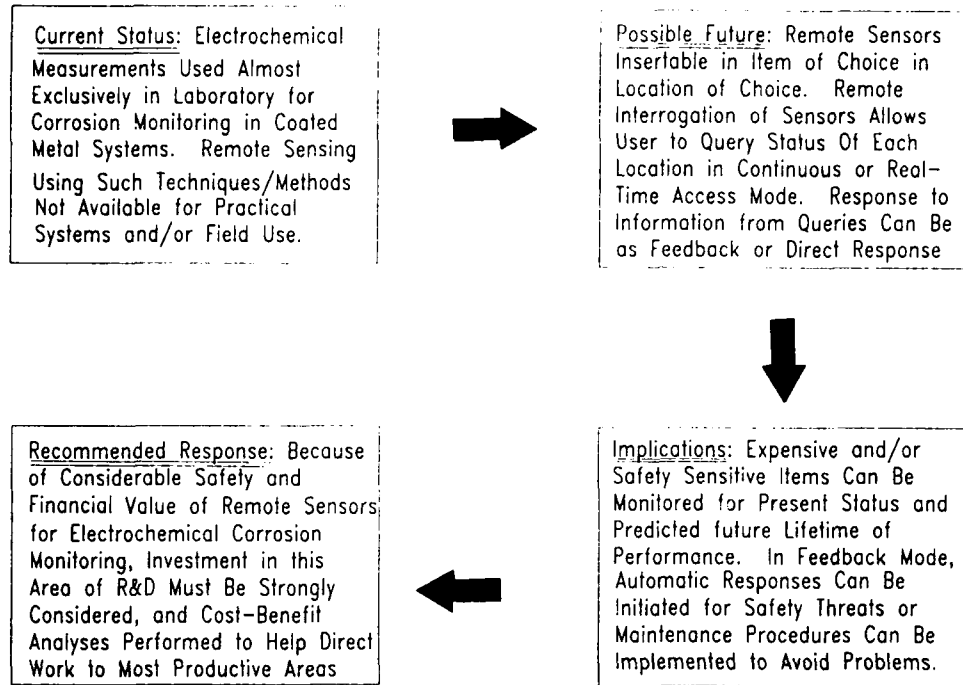 Current Status: Electrochemical
Measurements Used Almost
Exclusively in Laboratory for
Corrosion Monitoring in Coated
Metal Systems. Remote Sensing
Using Such Techniques/Methods
Not Available for Practical
Systems and/or Field Use.
Possible Future: Remote Sensors
Insertable in Item of Choice in
Location of Choice. Remote
Interrogation of Sensors Allows
User to Query Status Of Each
Location in Continuous or Real-
Time Access Mode. Response to
Information from Queries Can Be
as Feedback or Direct Response
Implications: Expensive and/or
Safety Sensitive Items Can Be
Monitored for Present Status and
Predicted future Lifetime of
Performance. In Feedback Mode,
Automatic Responses Can Be
Initiated for Safety Threats or
Maintenance Procedures Can Be
Implemented to Avoid Problems.
Recommended Response: Because
of Considerable Safety and
Financial Value of Remote Sensors
for Electrochemical Corrosion
Monitoring, Investment in this
Area of R&D Must Be Strongly
Considered, and Cost-Benefit
Analyses Performed to Help Direct
Work to Most Productive Areas